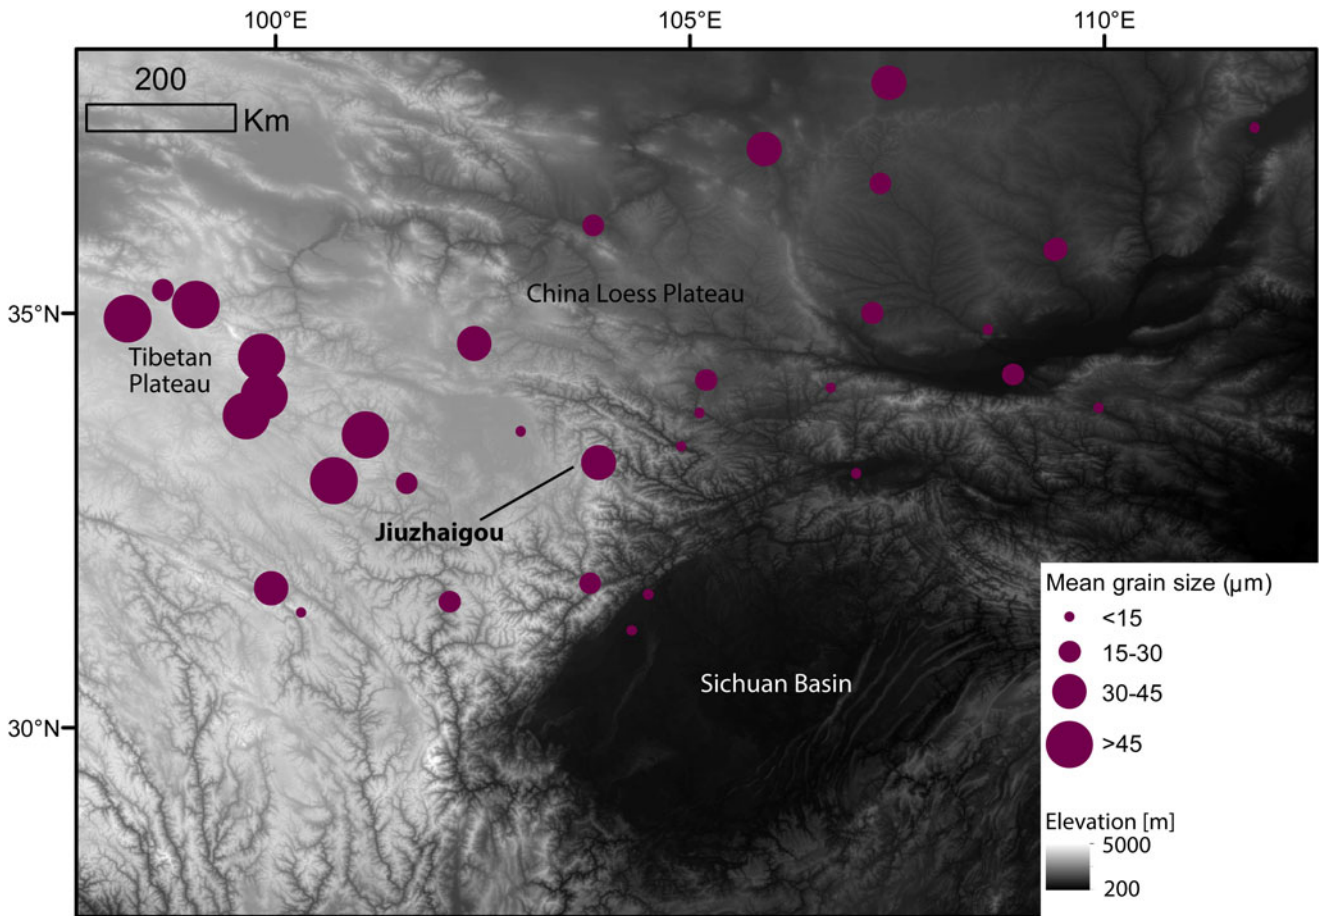 100°E
105°E
110°E
200
Km
35°N
China Loess Plateau
Tibetan
Plateau
Jiuzhaigou
Sichuan Basin
30°N
Mean grain size (µm)
<15
15-30
30-45
>45
Elevation [m]
5000
200